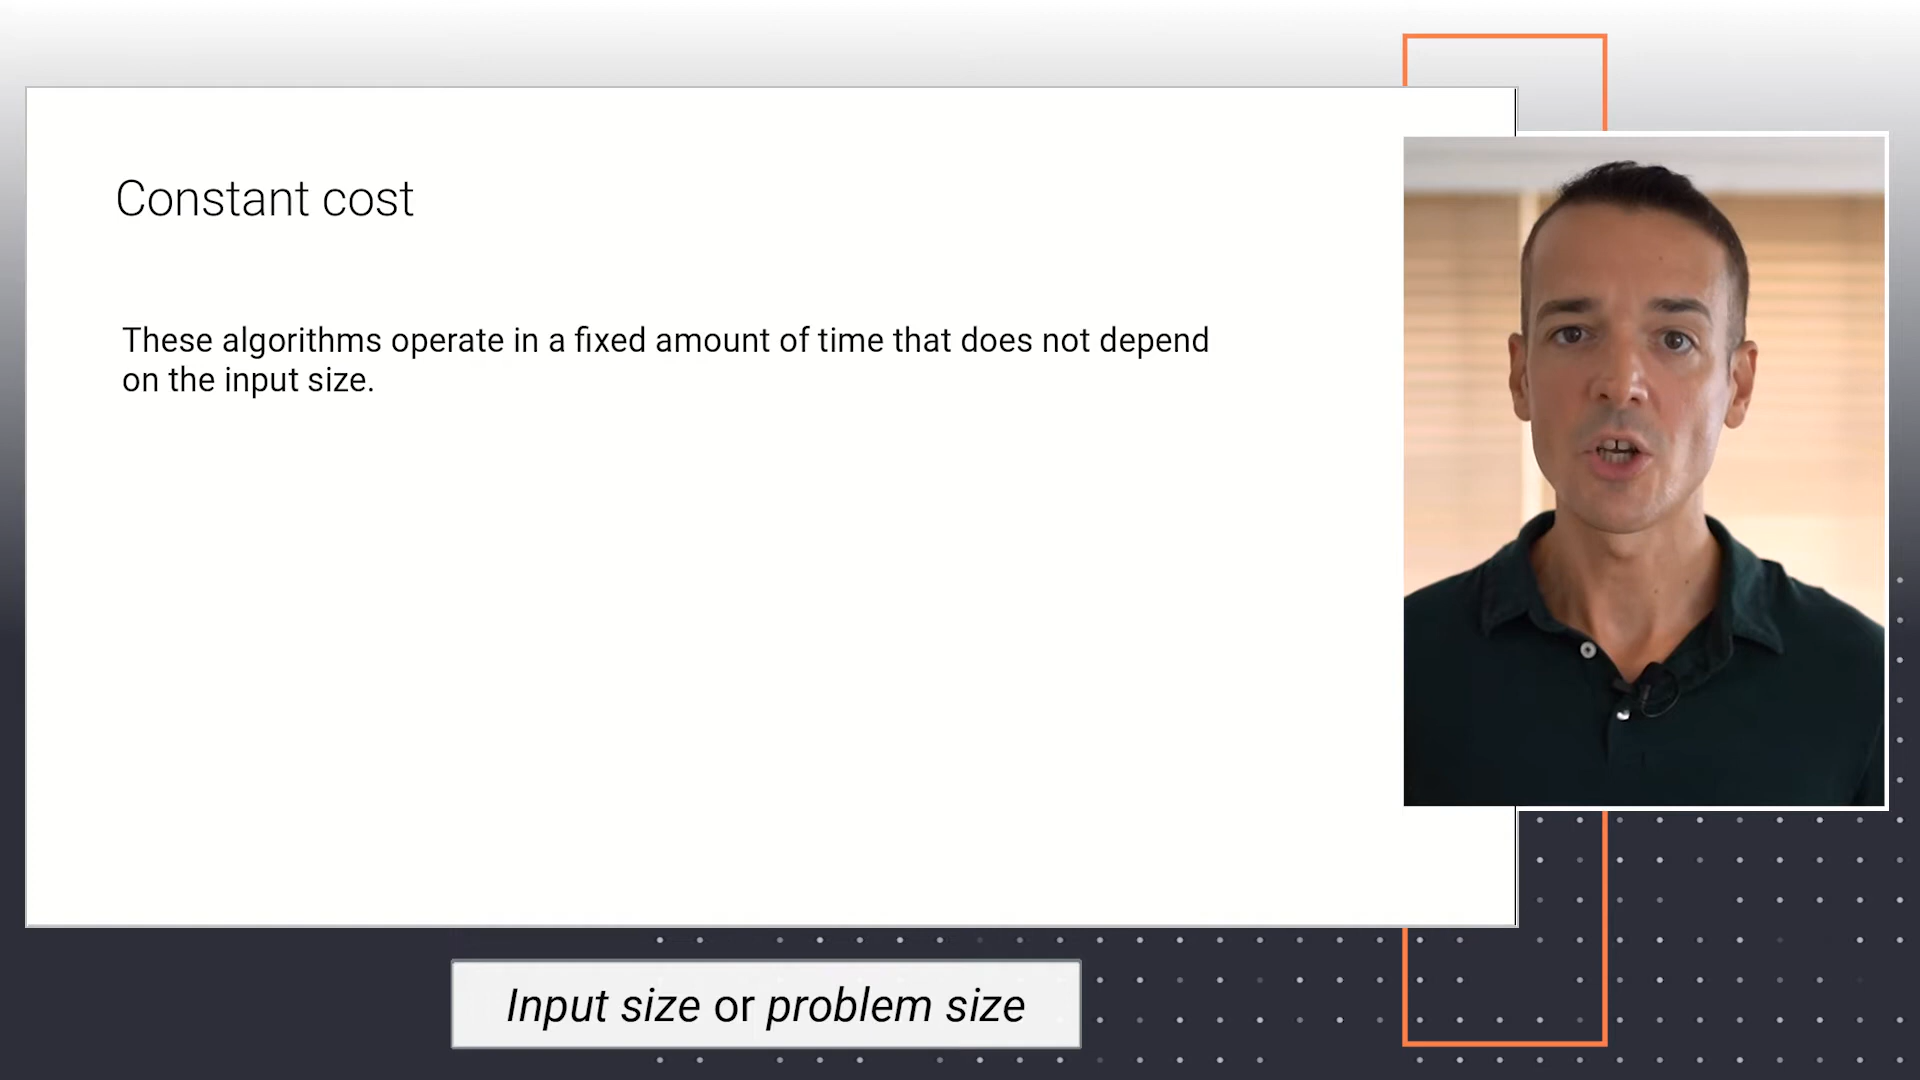 Constant cost
These algorithms operate in a fixed amount of time that does not depend
on the input size.
Input size or problem size